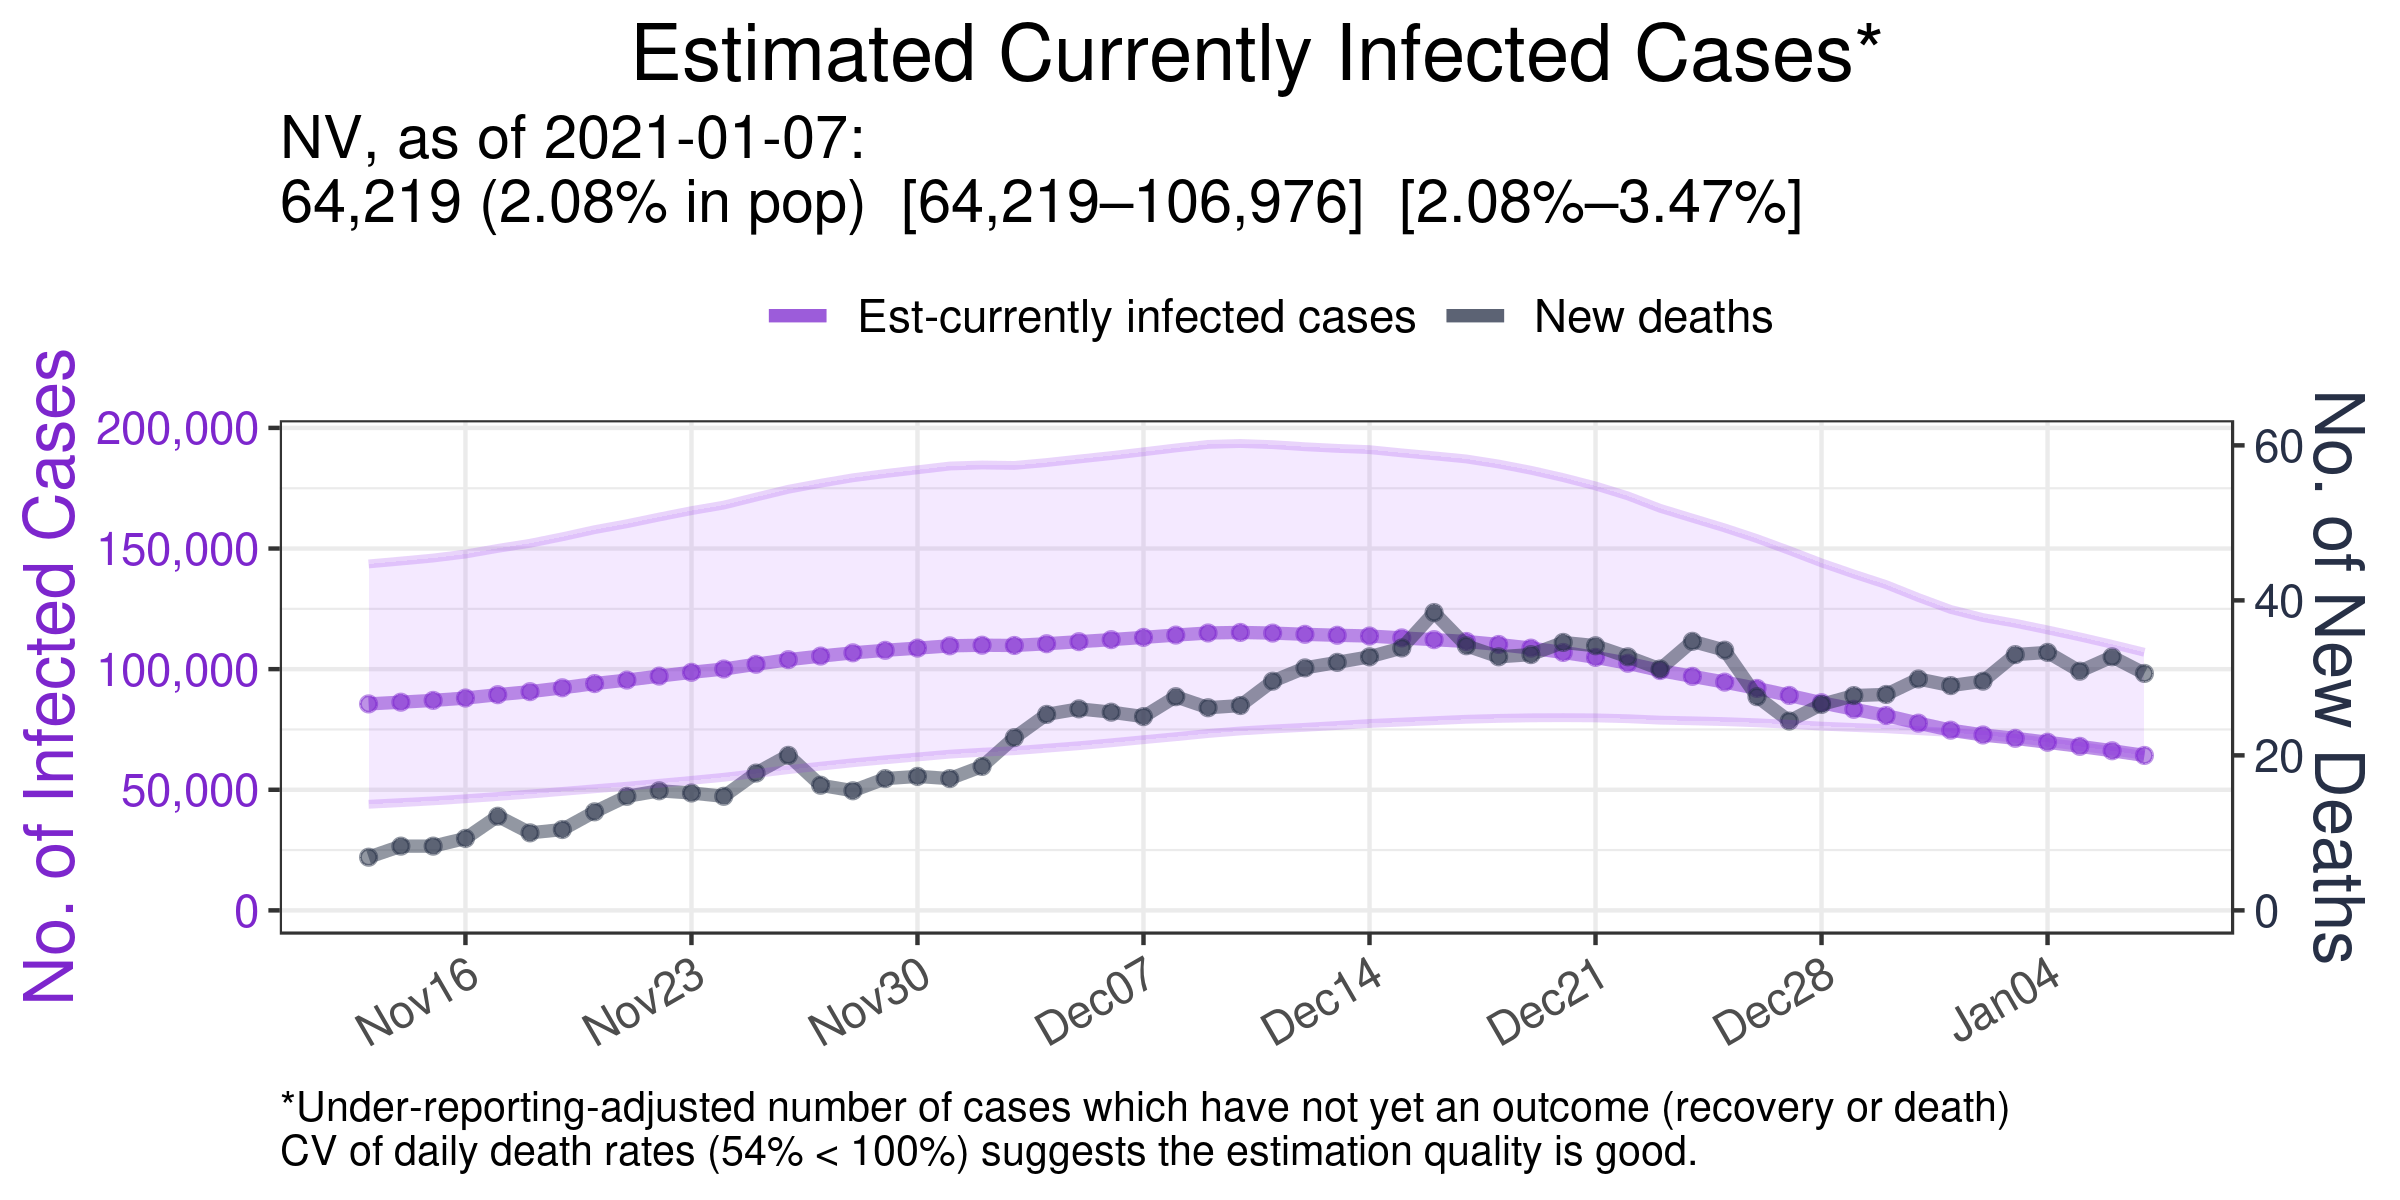 Estimated Currently Infected Cases*
NV, as of 2021-01-07:
64,219 (2.08% in pop)  [64,219–106,976]  [2.08%–3.47%]
Est-currently infected cases
New deaths
No. of Infected Cases
200,000
150,000
100,000
50,000
0
60
40
20
0
No. of New Deaths
Nov16
Nov23
Nov30
Dec07
Dec14
Dec21
Dec28
Jan04
*Under-reporting-adjusted number of cases which have not yet an outcome (recovery or death)
CV of daily death rates (54% < 100%) suggests the estimation quality is good.